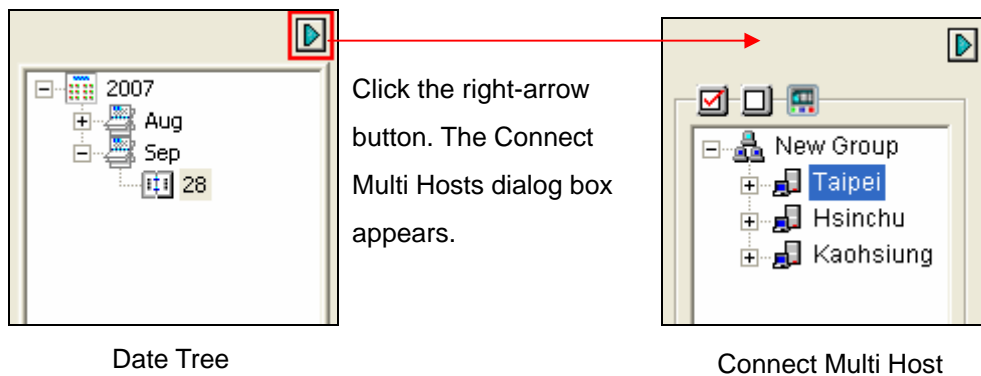 2007
Aug
Sep
28
Date Tree
Click the right-arrow
button. The Connect
Multi Hosts dialog box
appears.
New Group
Taipei
Hsinchu
Kaohsiung
Connect Multi Host